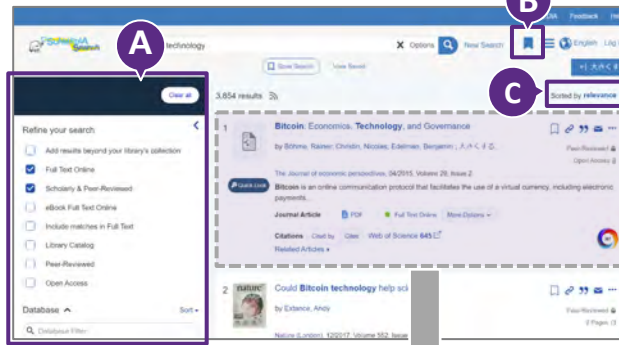 B
Feedback
A
technology
X Options
New Search
English Log
Save Search
View Saved
C
Clear all
3,854 results
Sorted by relevance
Refine your search
Add results beyond your library's collection
Full Text Online
Scholarly & Peer-Reviewed
eBook Full Text Online
Include matches in Full Text
Library Catalog
Peer-Reviewed
Open Access
Database
Sort
Database Filter
1
Bitcoin: Economics, Technology, and Governance
by Böhme, Rainer; Christin, Nicolas; Edelman, Benjamin;
The Journal of economic perspectives, 04/2015, Volume 29, Issue 2
Peer-Reviewed
Open Access
Quick Look
Bitcoin is an online communication protocol that facilitates the use of a virtual currency, including electronic
payments...
Journal Article PDF Full Text Online More Options
Citations Cited by Cites Web of Science 645
Related Articles
2
nature
Could Bitcoin technology help sci
by Extance, Andy
Nature (London), 12/2017, Volume 552, Issue
Peer-Reviewed